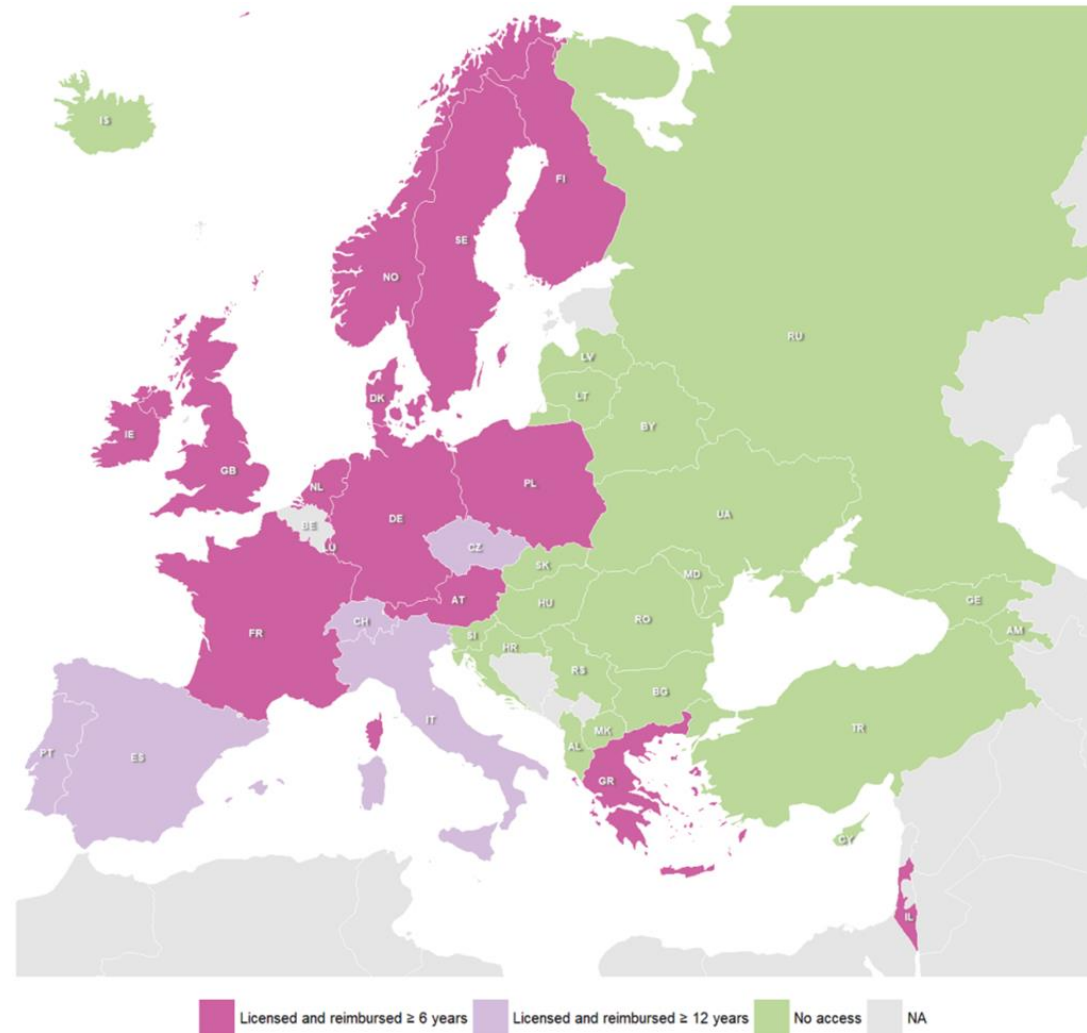 IS
FI
SE
NO
RU
LV
DK
LT
IE
BY
GB
NL
PL
DE
UA
BE
LU
CZ
SK
MD
AT
HU
CH
FR
RO
GE
SI
HR
AM
RS
BG
IT
TR
PT
ES
MK
AL
GR
CY
IL
Licensed and reimbursed ≥ 6 years Licensed and reimbursed ≥ 12 years No access NA